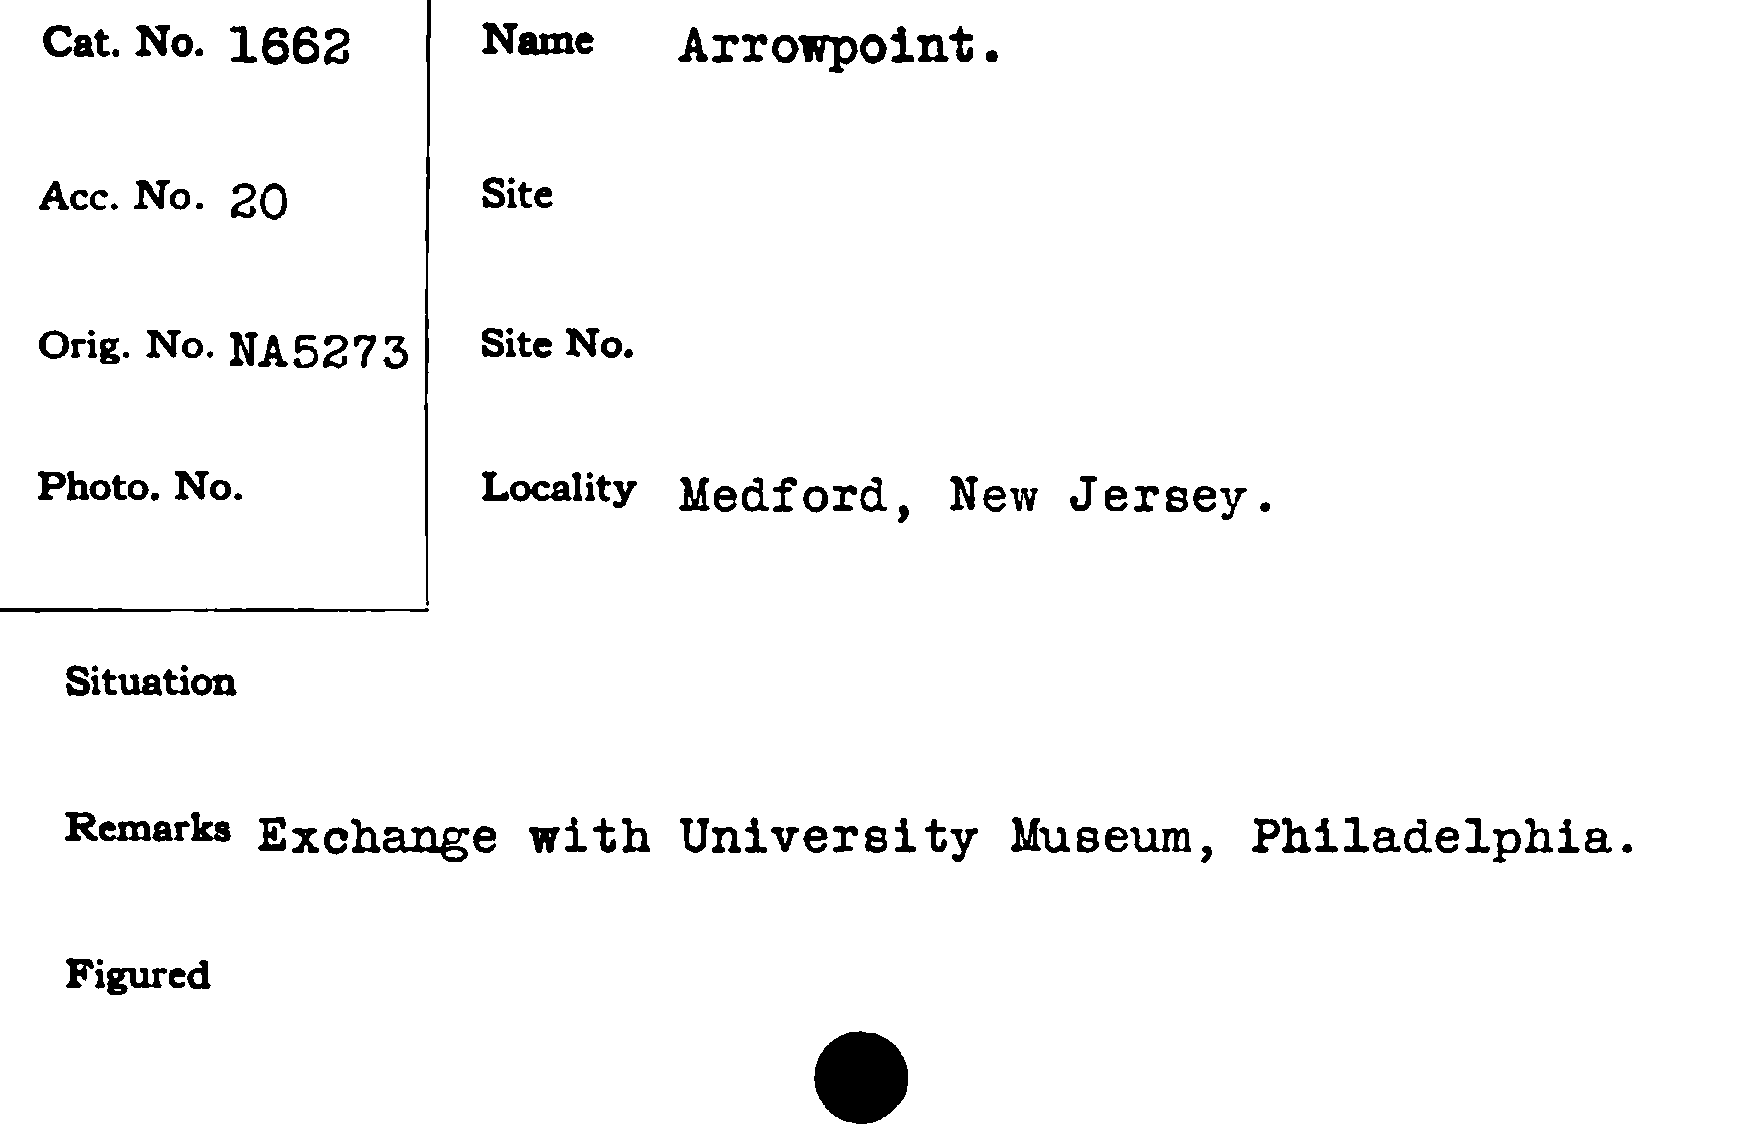 Cat. No. 1662
Name Arrowpoint.
Acc. No. 20
Site
Orig. No. NA5273
Site No.
Photo. No.
Locality Medford, New Jersey.
Situation
Remarks Exchange with University Museum, Philadelphia.
Figured